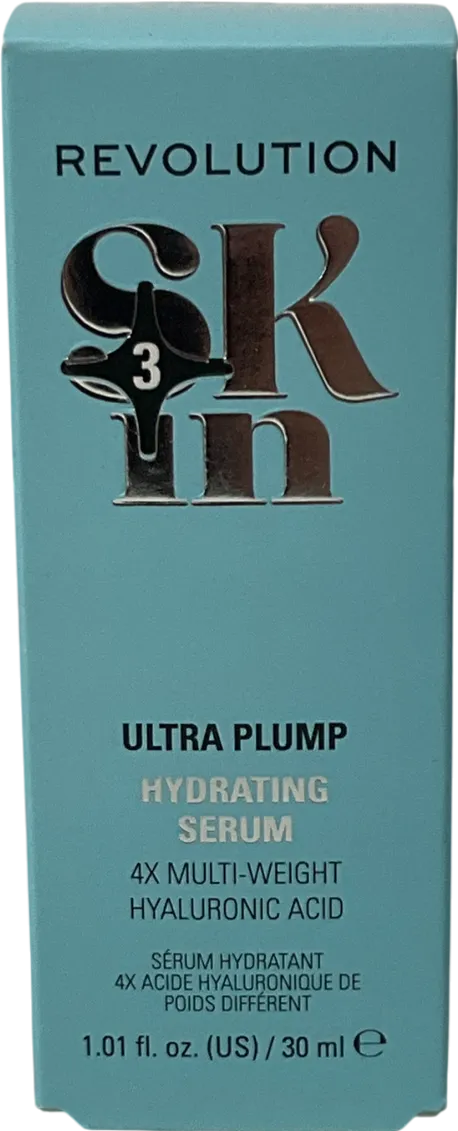 REVOLUTION
SK
3
in
ULTRA PLUMP
HYDRATING
SERUM
4X MULTI-WEIGHT
HYALURONIC ACID
SÉRUM HYDRATANT
4X ACIDE HYALURONIQUE DE
POIDS DIFFÉRENT
1.01 fl. oz. (US) / 30 ml ℮